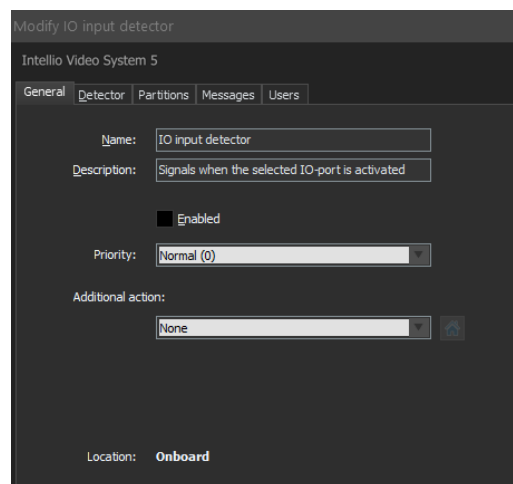 Modify IO input detector
Intellio Video System 5
General Detector Partitions Messages Users
Name: IO input detector
Description: Signals when the selected IO-port is activated
Enabled
Priority: Normal (0)
Additional action:
None
Location: Onboard